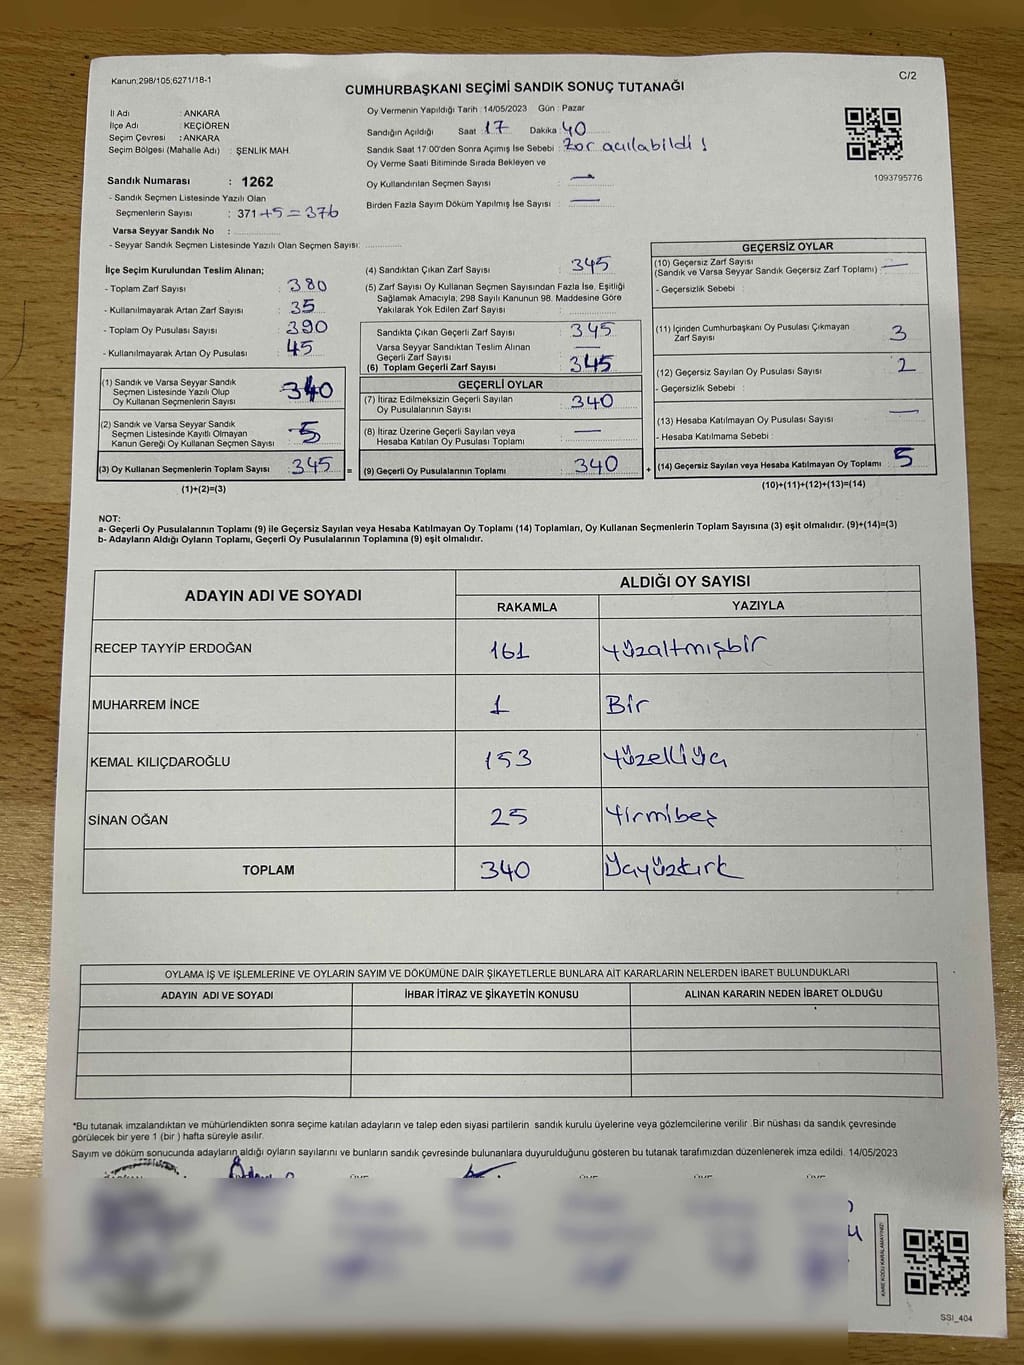 Kanun;298/105;6271/18-1
C/2
CUMHURBAŞKANI SEÇİMİ SANDIK SONUÇ TUTANAĞI
İl Adı : ANKARA
İlçe Adı : KEÇİÖREN
Seçim Çevresi : ANKARA
Seçim Bölgesi (Mahalle Adı) : ŞENLİK MAH.
Oy Vermenin Yapıldığı Tarih : 14/05/2023 Gün : Pazar
Sandığın Açıldığı Saat 17 Dakika : 40
Sandık Saat 17:00'den Sonra Açımış İse Sebebi : Zor açılabildi !
Oy Verme Saati Bitiminde Sırada Bekleyen ve
Oy Kullandırılan Seçmen Sayısı : —
Birden Fazla Sayım Döküm Yapılmış İse Sayısı : —
1093795776
Sandık Numarası : 1262
- Sandık Seçmen Listesinde Yazılı Olan
Seçmenlerin Sayısı : 371 +5 = 376
Varsa Seyyar Sandık No :
- Seyyar Sandık Seçmen Listesinde Yazılı Olan Seçmen Sayısı:
İlçe Seçim Kurulundan Teslim Alınan;
- Toplam Zarf Sayısı : 380
- Kullanılmayarak Artan Zarf Sayısı : 35
- Toplam Oy Pusulası Sayısı : 390
- Kullanılmayarak Artan Oy Pusulası : 45
(1) Sandık ve Varsa Seyyar Sandık
Seçmen Listesinde Yazılı Olup
Oy Kullanan Seçmenlerin Sayısı : 340
(2) Sandık ve Varsa Seyyar Sandık
Seçmen Listesinde Kayıtlı Olmayan
Kanun Gereği Oy Kullanan Seçmen Sayısı : 5
(3) Oy Kullanan Seçmenlerin Toplam Sayısı : 345 =
(1)+(2)=(3)
(4) Sandıktan Çıkan Zarf Sayısı : 345
(5) Zarf Sayısı Oy Kullanan Seçmen Sayısından Fazla İse, Eşitliği
Sağlamak Amacıyla; 298 Sayılı Kanunun 98. Maddesine Göre
Yakılarak Yok Edilen Zarf Sayısı :
Sandıkta Çıkan Geçerli Zarf Sayısı : 345
Varsa Seyyar Sandıktan Teslim Alınan
Geçerli Zarf Sayısı : —
(6) Toplam Geçerli Zarf Sayısı : 345
GEÇERLİ OYLAR
(7) İtiraz Edilmeksizin Geçerli Sayılan
Oy Pusulalarının Sayısı : 340
(8) İtiraz Üzerine Geçerli Sayılan veya
Hesaba Katılan Oy Pusulası Toplamı : —
(9) Geçerli Oy Pusulalarının Toplamı : 340 +
GEÇERSİZ OYLAR
(10) Geçersiz Zarf Sayısı
(Sandık ve Varsa Seyyar Sandık Geçersiz Zarf Toplamı) : —
- Geçersizlik Sebebi :
(11) İçinden Cumhurbaşkanı Oy Pusulası Çıkmayan
Zarf Sayısı : 3
(12) Geçersiz Sayılan Oy Pusulası Sayısı : 2
- Geçersizlik Sebebi :
(13) Hesaba Katılmayan Oy Pusulası Sayısı : —
- Hesaba Katılmama Sebebi :
(14) Geçersiz Sayılan veya Hesaba Katılmayan Oy Toplamı : 5
(10)+(11)+(12)+(13)=(14)
NOT:
a- Geçerli Oy Pusulalarının Toplamı (9) ile Geçersiz Sayılan veya Hesaba Katılmayan Oy Toplamı (14) Toplamları, Oy Kullanan Seçmenlerin Toplam Sayısına (3) eşit olmalıdır. (9)+(14)=(3)
b- Adayların Aldığı Oyların Toplamı, Geçerli Oy Pusulalarının Toplamına (9) eşit olmalıdır.
ADAYIN ADI VE SOYADI ALDIĞI OY SAYISI
RAKAMLA YAZIYLA
RECEP TAYYİP ERDOĞAN 161 Yüzaltmışbir
MUHARREM İNCE 1 Bir
KEMAL KILIÇDAROĞLU 153 Yüzelliüç
SİNAN OĞAN 25 Yirmibeş
TOPLAM 340 Üçyüzkırk
OYLAMA İŞ VE İŞLEMLERİNE VE OYLARIN SAYIM VE DÖKÜMÜNE DAİR ŞİKAYETLERLE BUNLARA AİT KARARLARIN NELERDEN İBARET BULUNDUKLARI
ADAYIN ADI VE SOYADI İHBAR İTİRAZ VE ŞİKAYETİN KONUSU ALINAN KARARIN NEDEN İBARET OLDUĞU
*Bu tutanak imzalandıktan ve mühürlendikten sonra seçime katılan adayların ve talep eden siyasi partilerin sandık kurulu üyelerine veya gözlemcilerine verilir .Bir nüshası da sandık çevresinde
görülecek bir yere 1 (bir ) hafta süreyle asılır.
Sayım ve döküm sonucunda adayların aldığı oyların sayılarını ve bunların sandık çevresinde bulunanlara duyurulduğunu gösteren bu tutanak tarafımızdan düzenlenerek imza edildi. 14/05/2023
KARE KODU KARALAMAYINIZ!
SSI_404